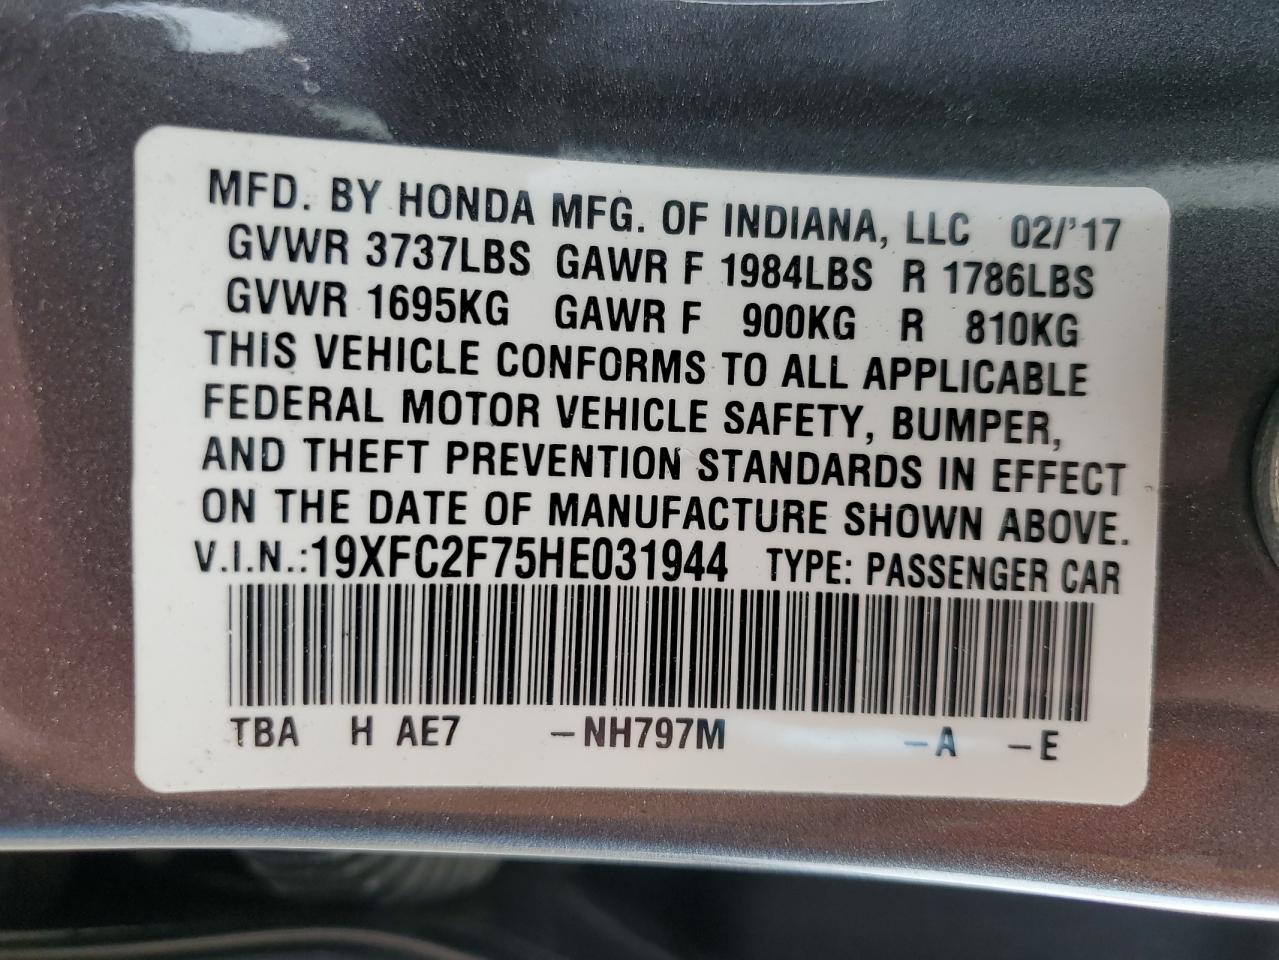 MFD. BY HONDA MFG. OF INDIANA, LLC 02/'17
GVWR 3737LBS GAWR F 1984LBS R 1786LBS
GVWR 1695KG GAWR F 900KG R 810KG
THIS VEHICLE CONFORMS TO ALL APPLICABLE
FEDERAL MOTOR VEHICLE SAFETY, BUMPER,
AND THEFT PREVENTION STANDARDS IN EFFECT
ON THE DATE OF MANUFACTURE SHOWN ABOVE.
V.I.N.:19XFC2F75HE031944 TYPE: PASSENGER CAR
TBA H AE7 –NH797M –A –E